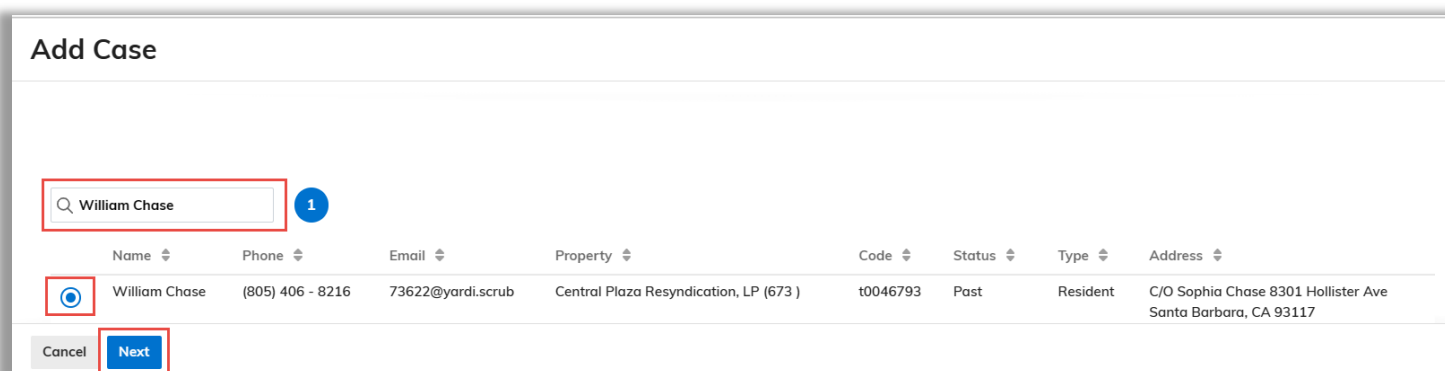 Add Case
William Chase
1
Name Phone Email Property Code Status Type Address
William Chase (805) 406 - 8216 73622@yardi.scrub Central Plaza Resyndication, LP (673 ) t0046793 Past Resident C/O Sophia Chase 8301 Hollister Ave
Santa Barbara, CA 93117
Cancel Next